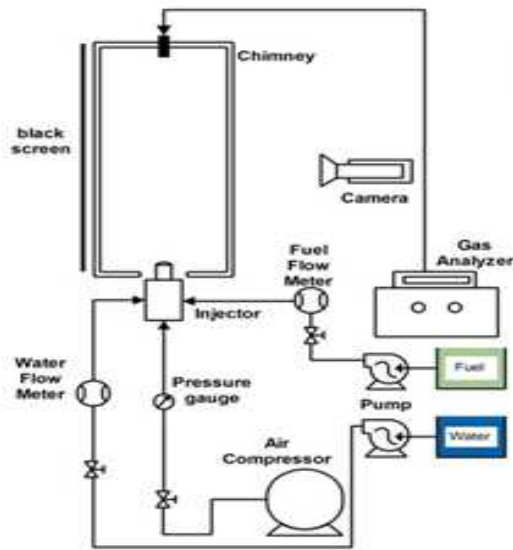 Chimney
black
screen
Camera
Fuel
Flow
Meter
Gas
Analyzer
Injector
Water
Flow
Meter
Pressure
gauge
Fuel
Pump
Air
Compressor
Water